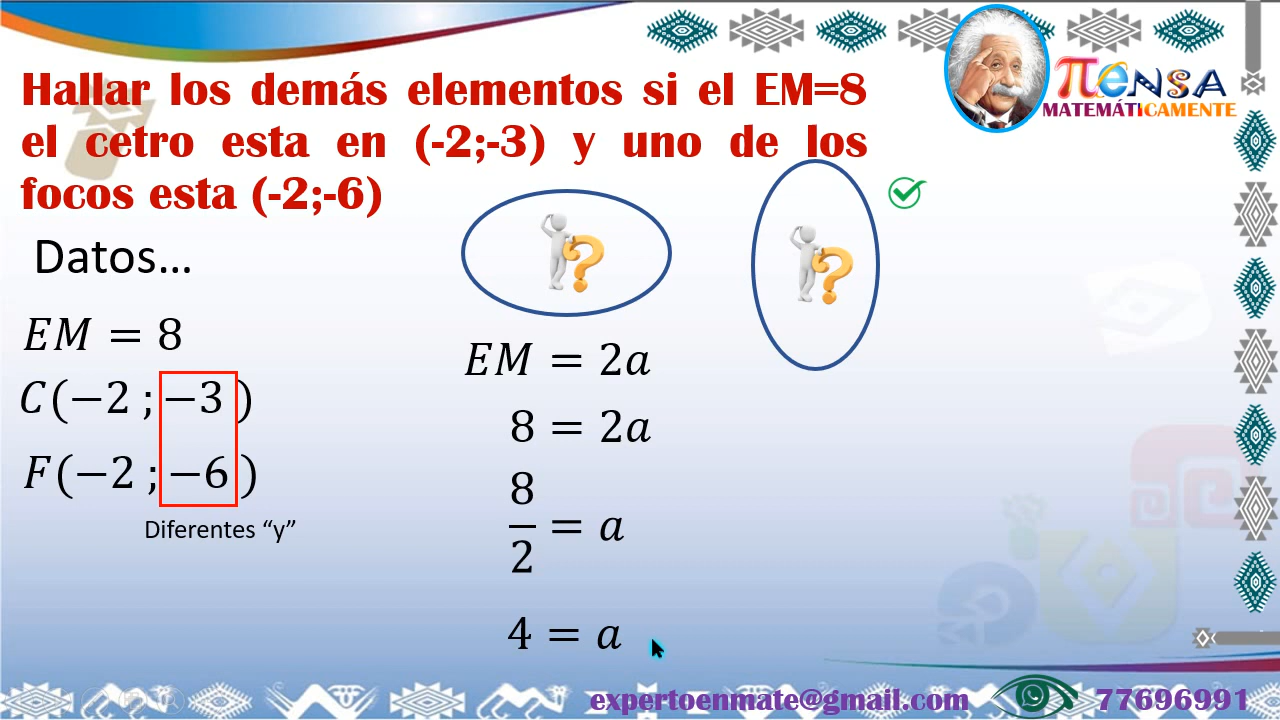 Hallar los demás elementos si el EM=8
el cetro esta en (-2;-3) y uno de los
focos esta (-2;-6)
πENSA
MATEMÁTICAMENTE
Datos...
EM = 8
C(−2 ; −3 )
F(−2 ; −6 )
Diferentes “y”
EM = 2a
8 = 2a
8/2 = a
4 = a
expertoenmate@gmail.com 77696991